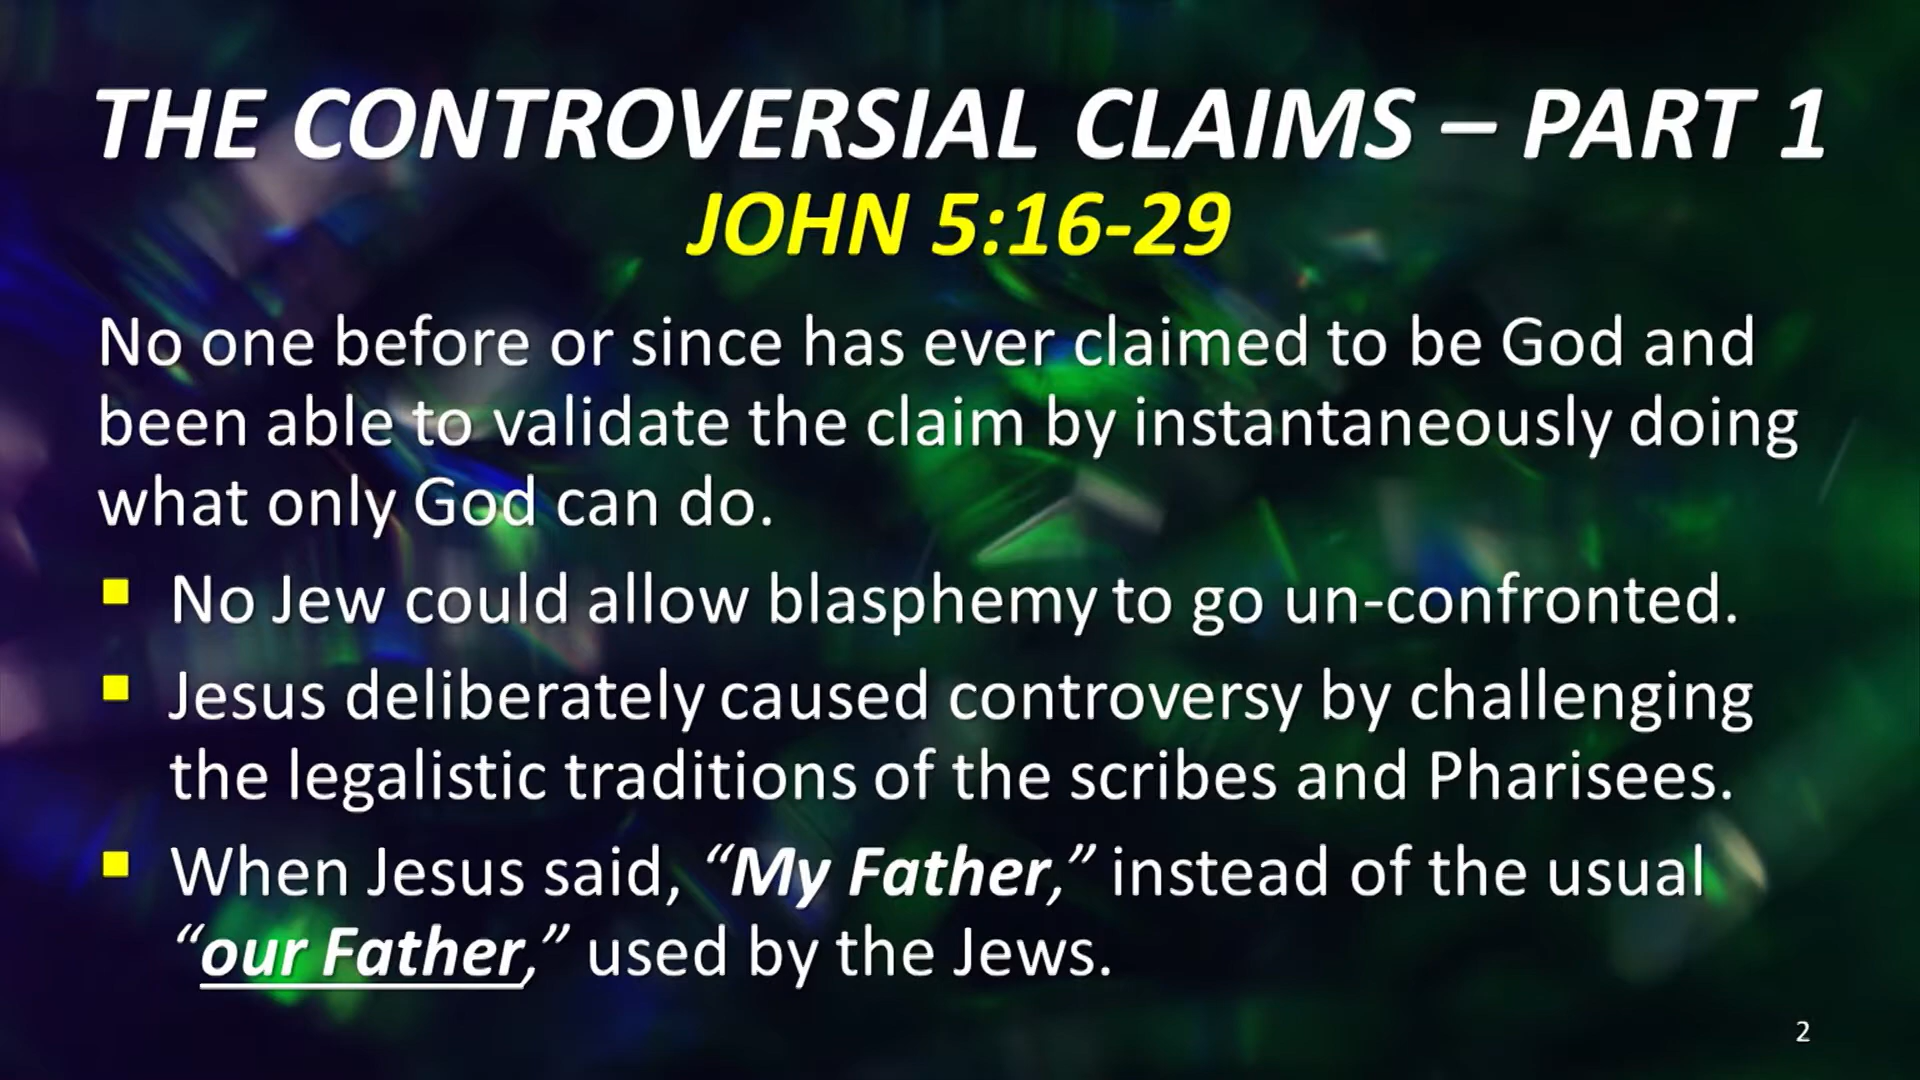 THE CONTROVERSIAL CLAIMS – PART 1
JOHN 5:16-29
No one before or since has ever claimed to be God and
been able to validate the claim by instantaneously doing
what only God can do.
No Jew could allow blasphemy to go un-confronted.
Jesus deliberately caused controversy by challenging
the legalistic traditions of the scribes and Pharisees.
When Jesus said, “My Father,” instead of the usual
“our Father,” used by the Jews.
2